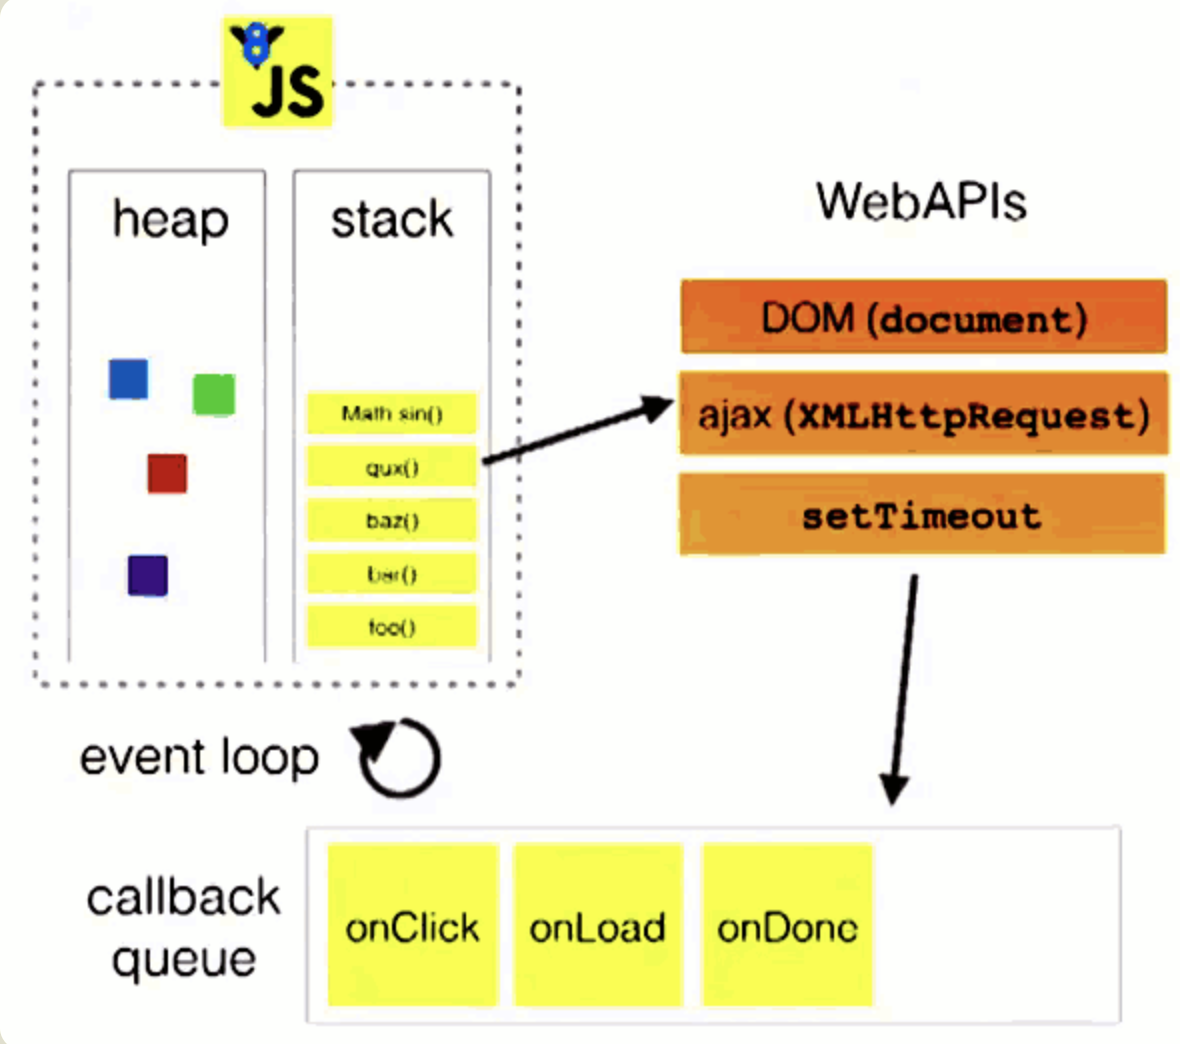 8
JS
heap
stack
Math sin()
qux()
baz()
bar()
foo()
WebAPIs
DOM (document)
ajax (XMLHttpRequest)
setTimeout
event loop
callback
queue
onClick
onLoad
onDone